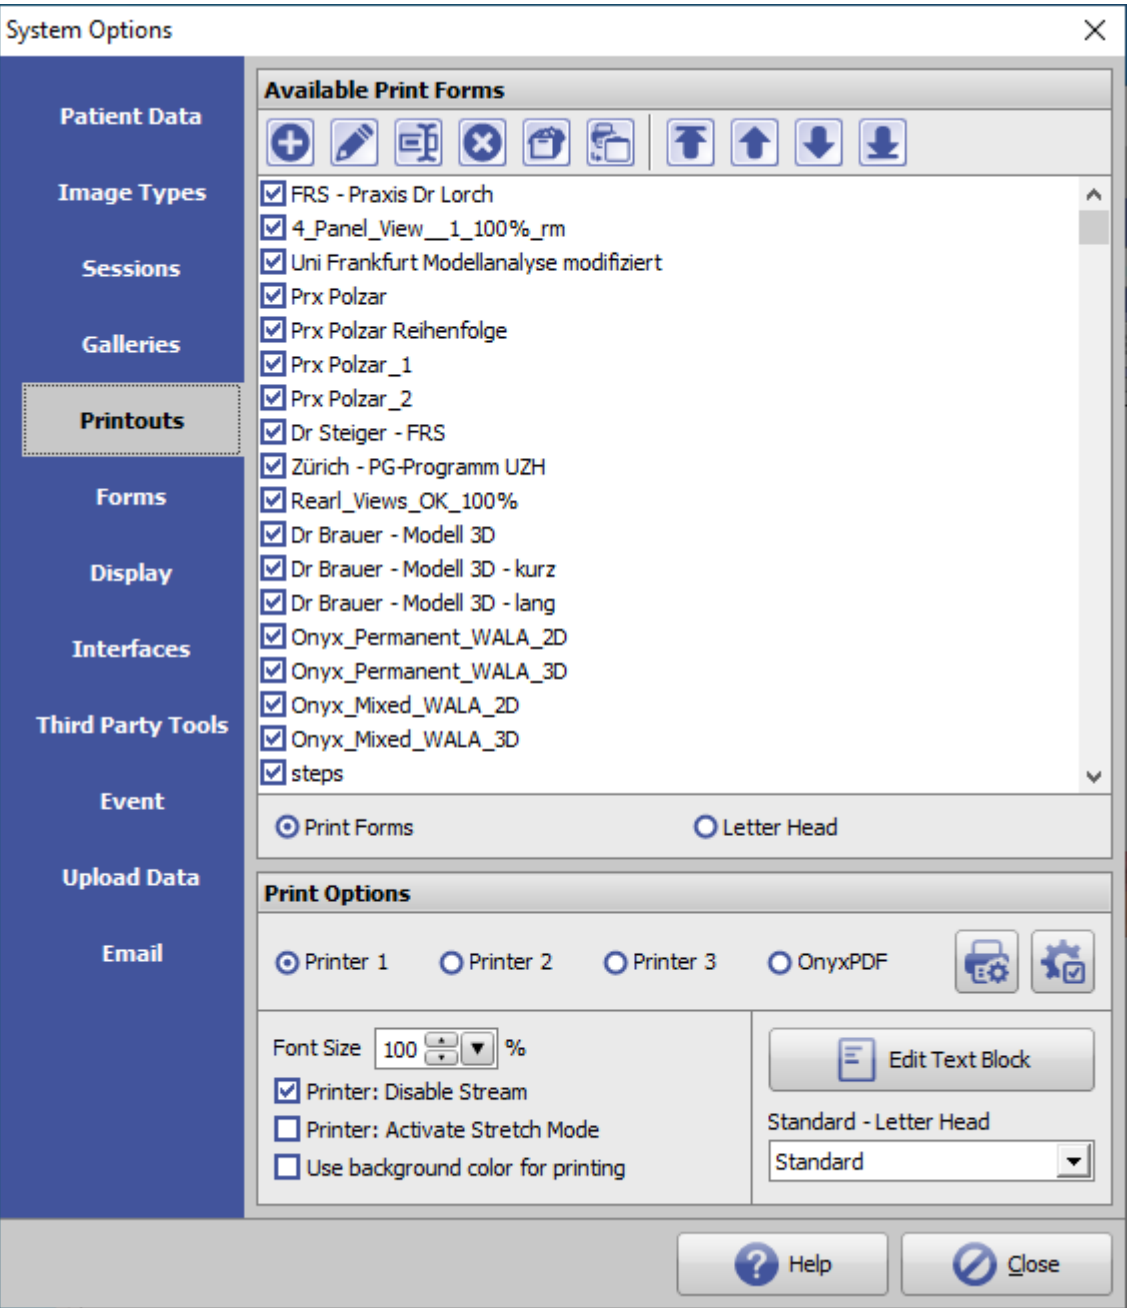 System Options
Patient Data
Image Types
Sessions
Galleries
Printouts
Forms
Display
Interfaces
Third Party Tools
Event
Upload Data
Email
Available Print Forms
FRS - Praxis Dr Lorch
4_Panel_View__1_100%_rm
Uni Frankfurt Modellanalyse modifiziert
Prx Polzar
Prx Polzar Reihenfolge
Prx Polzar_1
Prx Polzar_2
Dr Steiger - FRS
Zürich - PG-Programm UZH
Rearl_Views_OK_100%
Dr Brauer - Modell 3D
Dr Brauer - Modell 3D - kurz
Dr Brauer - Modell 3D - lang
Onyx_Permanent_WALA_2D
Onyx_Permanent_WALA_3D
Onyx_Mixed_WALA_2D
Onyx_Mixed_WALA_3D
steps
Print Forms Letter Head
Print Options
Printer 1 Printer 2 Printer 3 OnyxPDF
Font Size 100 %
Printer: Disable Stream
Printer: Activate Stretch Mode
Use background color for printing
Edit Text Block
Standard - Letter Head
Standard
Help Close